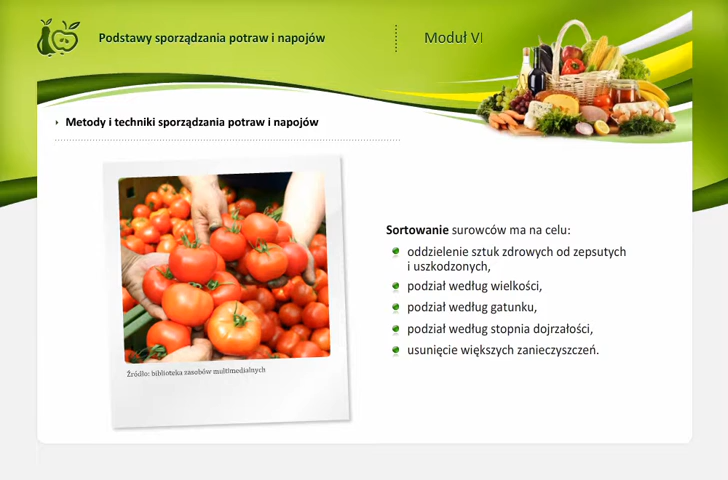 Podstawy sporządzania potraw i napojów
Moduł VI
Metody i techniki sporządzania potraw i napojów
Sortowanie surowców ma na celu:
oddzielenie sztuk zdrowych od zepsutych
i uszkodzonych,
podział według wielkości,
podział według gatunku,
podział według stopnia dojrzałości,
usunięcie większych zanieczyszczeń.
Źródło: biblioteka zasobów multimedialnych